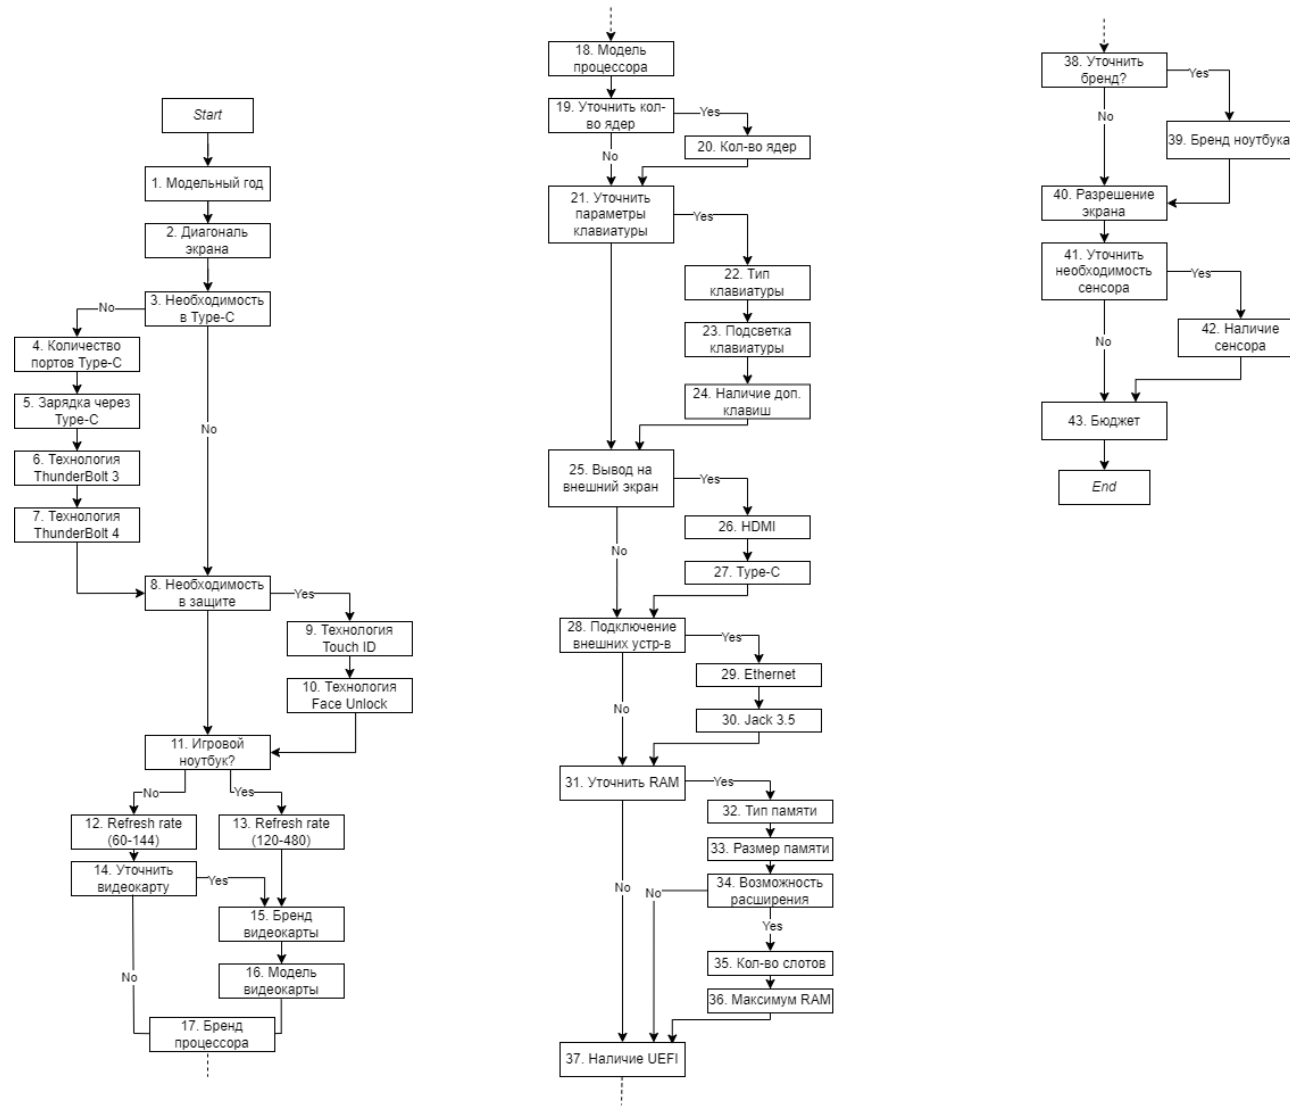 Start
1. Модельный год
2. Диагональ
экрана
3. Необходимость
в Type-C
No
4. Количество
портов Type-C
5. Зарядка через
Type-C
No
6. Технология
ThunderBolt 3
7. Технология
ThunderBolt 4
8. Необходимость
в защите
Yes
9. Технология
Touch ID
10. Технология
Face Unlock
11. Игровой
ноутбук?
No
Yes
12. Refresh rate
(60-144)
13. Refresh rate
(120-480)
14. Уточнить
видеокарту
Yes
15. Бренд
видеокарты
No
16. Модель
видеокарты
17. Бренд
процессора
18. Модель
процессора
19. Уточнить кол-
во ядер
Yes
No
20. Кол-во ядер
21. Уточнить
параметры
клавиатуры
Yes
22. Тип
клавиатуры
23. Подсветка
клавиатуры
24. Наличие доп.
клавиш
25. Вывод на
внешний экран
Yes
26. HDMI
No
27. Type-C
28. Подключение
внешних устр-в
Yes
29. Ethernet
No
30. Jack 3.5
31. Уточнить RAM
Yes
32. Тип памяти
33. Размер памяти
34. Возможность
расширения
No
No
Yes
35. Кол-во слотов
36. Максимум RAM
37. Наличие UEFI
38. Уточнить
бренд?
Yes
No
39. Бренд ноутбука
40. Разрешение
экрана
41. Уточнить
необходимость
сенсора
Yes
42. Наличие
сенсора
No
43. Бюджет
End